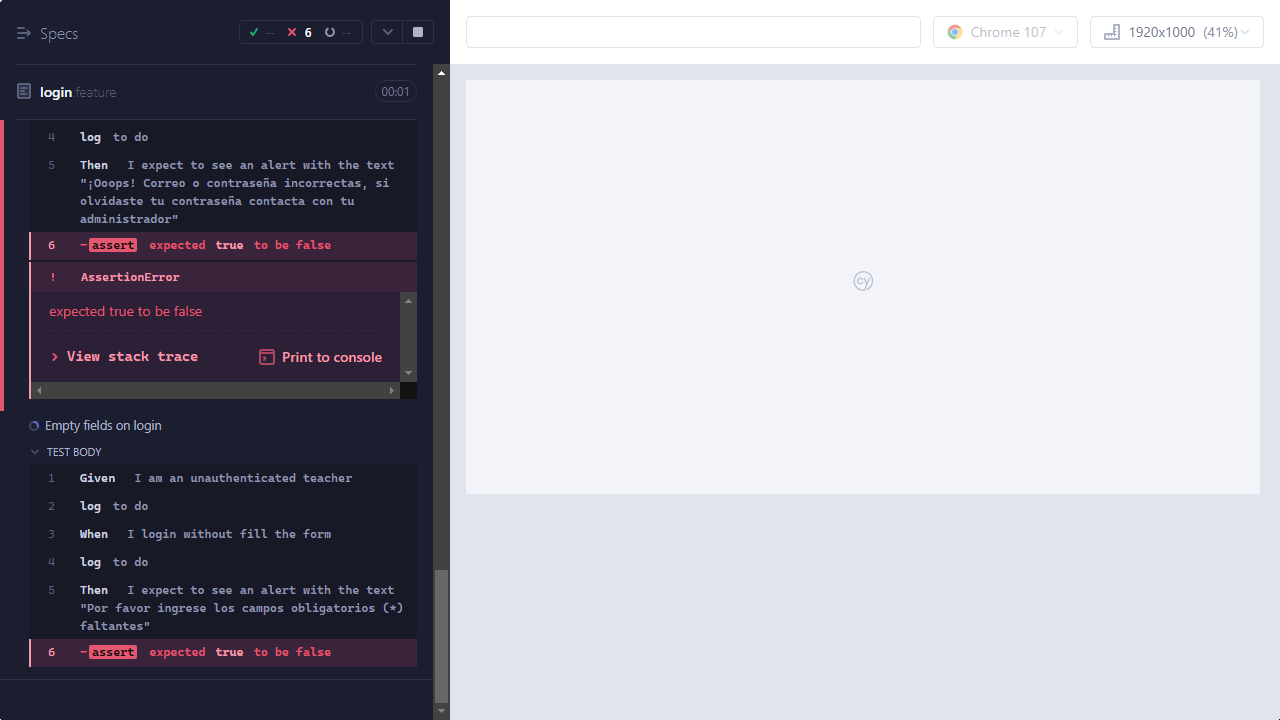 Specs
-- 6 --
Chrome 107
1920x1000 (41%)
login.feature
00:01
4 log to do
5 Then I expect to see an alert with the text
"¡Ooops! Correo o contraseña incorrectas, si
olvidaste tu contraseña contacta con tu
administrador"
6 -assert expected true to be false
! AssertionError
expected true to be false
View stack trace
Print to console
Empty fields on login
TEST BODY
1 Given I am an unauthenticated teacher
2 log to do
3 When I login without fill the form
4 log to do
5 Then I expect to see an alert with the text
"Por favor ingrese los campos obligatorios (*)
faltantes"
6 -assert expected true to be false
cy